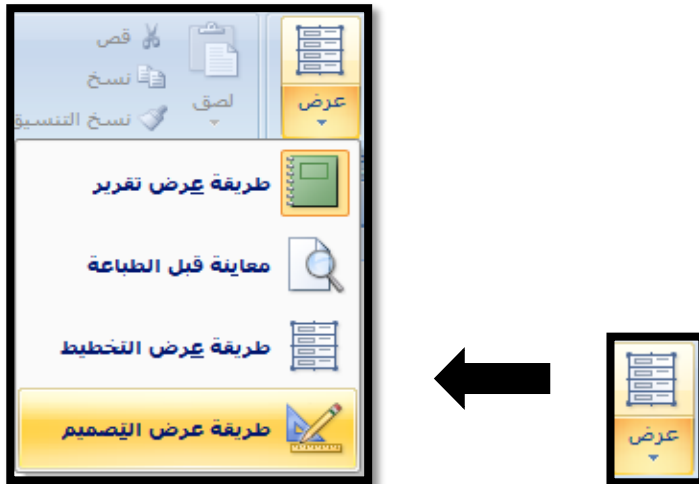 عرض
لصق
قص
نسخ
نسخ التنسيق
طريقة عرض تقرير
معاينة قبل الطباعة
طريقة عرض التخطيط
طريقة عرض التصميم
عرض